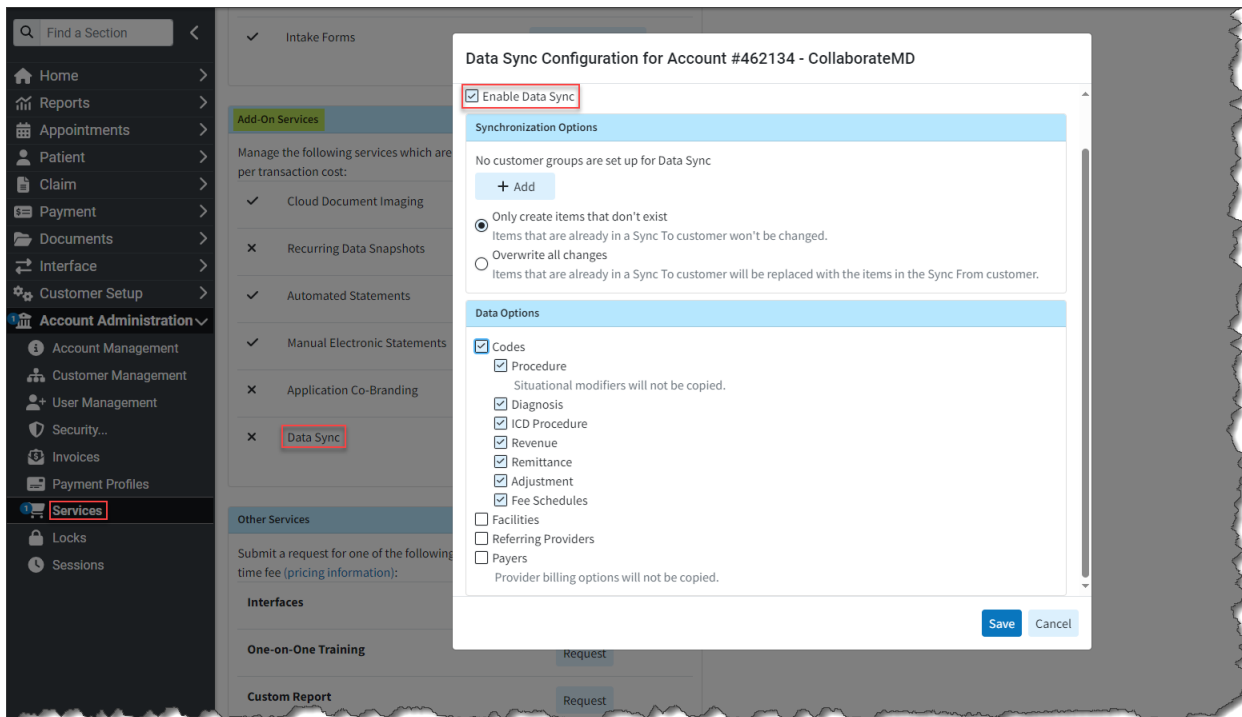 Find a Section
Home
Reports
Appointments
Patient
Claim
Payment
Documents
Interface
Customer Setup
1
Account Administration
Account Management
Customer Management
User Management
Security...
Invoices
Payment Profiles
1
Services
Locks
Sessions
Intake Forms
Add-On Services
Manage the following services which are
per transaction cost:
Cloud Document Imaging
Recurring Data Snapshots
Automated Statements
Manual Electronic Statements
Application Co-Branding
Data Sync
Other Services
Submit a request for one of the following
time fee (pricing information):
Interfaces
One-on-One Training
Request
Custom Report
Request
Data Sync Configuration for Account #462134 - CollaborateMD
Enable Data Sync
Synchronization Options
No customer groups are set up for Data Sync
+ Add
Only create items that don't exist
Items that are already in a Sync To customer won't be changed.
Overwrite all changes
Items that are already in a Sync To customer will be replaced with the items in the Sync From customer.
Data Options
Codes
Procedure
Situational modifiers will not be copied.
Diagnosis
ICD Procedure
Revenue
Remittance
Adjustment
Fee Schedules
Facilities
Referring Providers
Payers
Provider billing options will not be copied.
Save Cancel